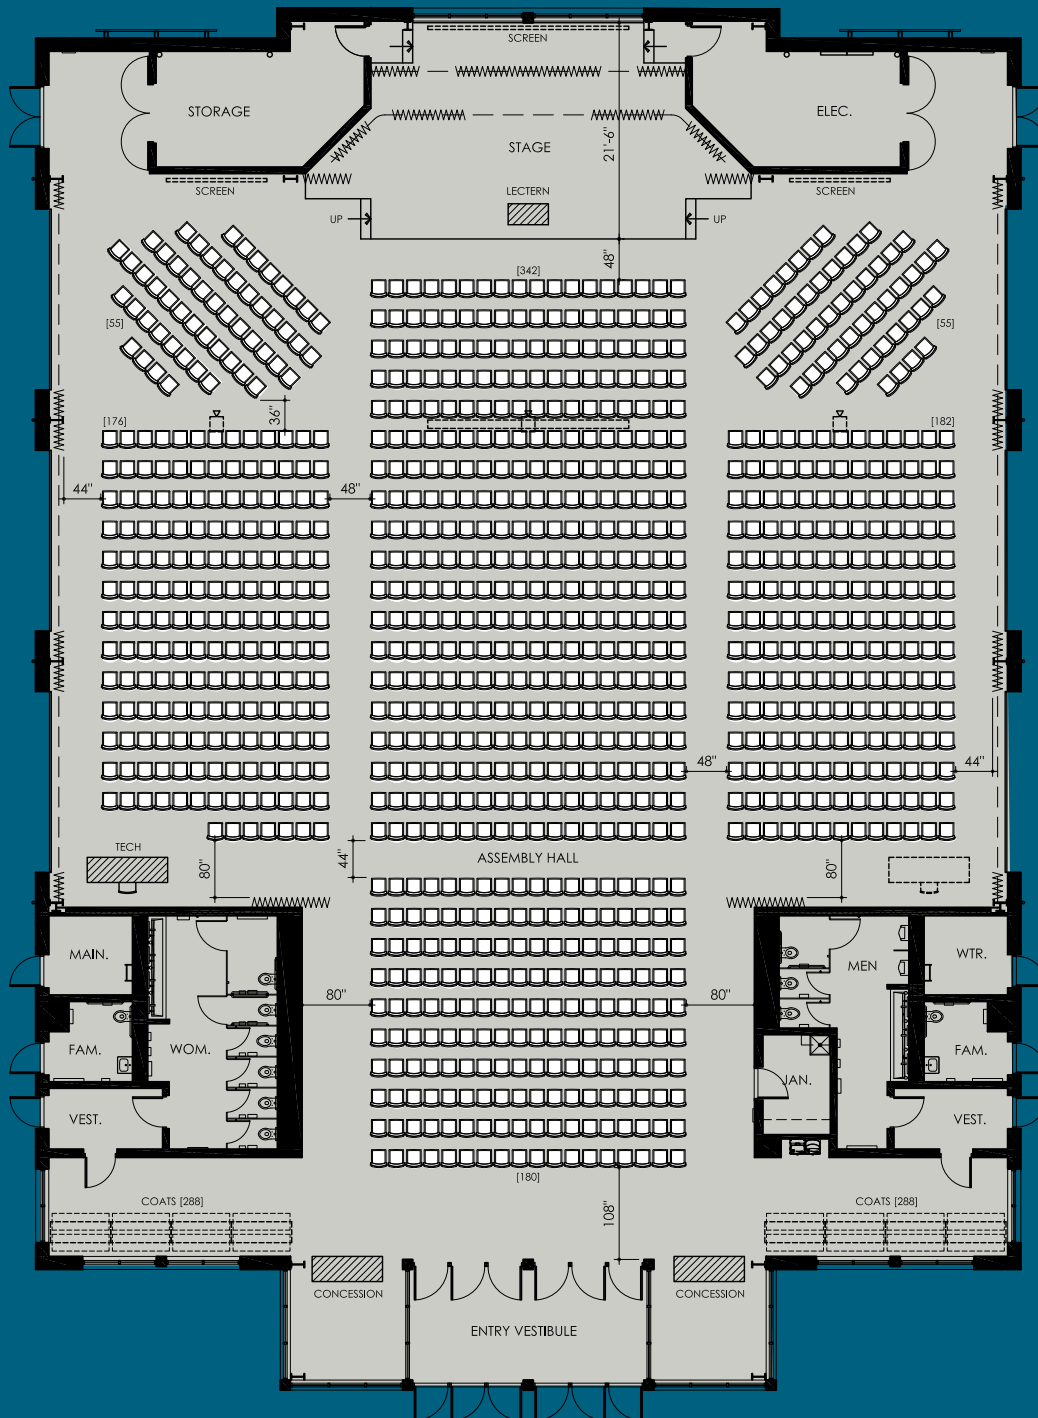 SCREEN
STORAGE
ELEC.
21'-6"
STAGE
SCREEN
LECTERN
SCREEN
UP
UP
48"
[342]
[55]
[55]
36"
[176]
[182]
44"
48"
48"
44"
TECH
44"
ASSEMBLY HALL
80"
80"
MAIN.
MEN
WTR.
80"
80"
FAM.
WOM.
FAM.
JAN.
VEST.
VEST.
[180]
COATS [288]
COATS [288]
108"
CONCESSION
CONCESSION
ENTRY VESTIBULE